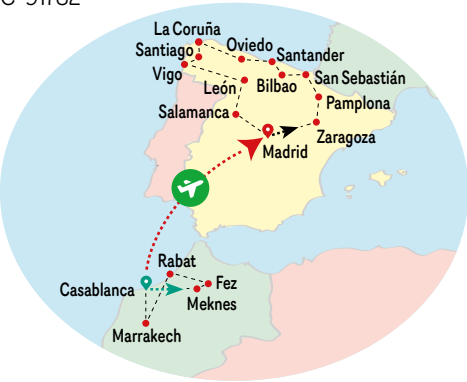 La Coruña
Santiago
Oviedo
Santander
Vigo
León
Bilbao
San Sebastián
Pamplona
Salamanca
Madrid
Zaragoza
Rabat
Casablanca
Fez
Meknes
Marrakech